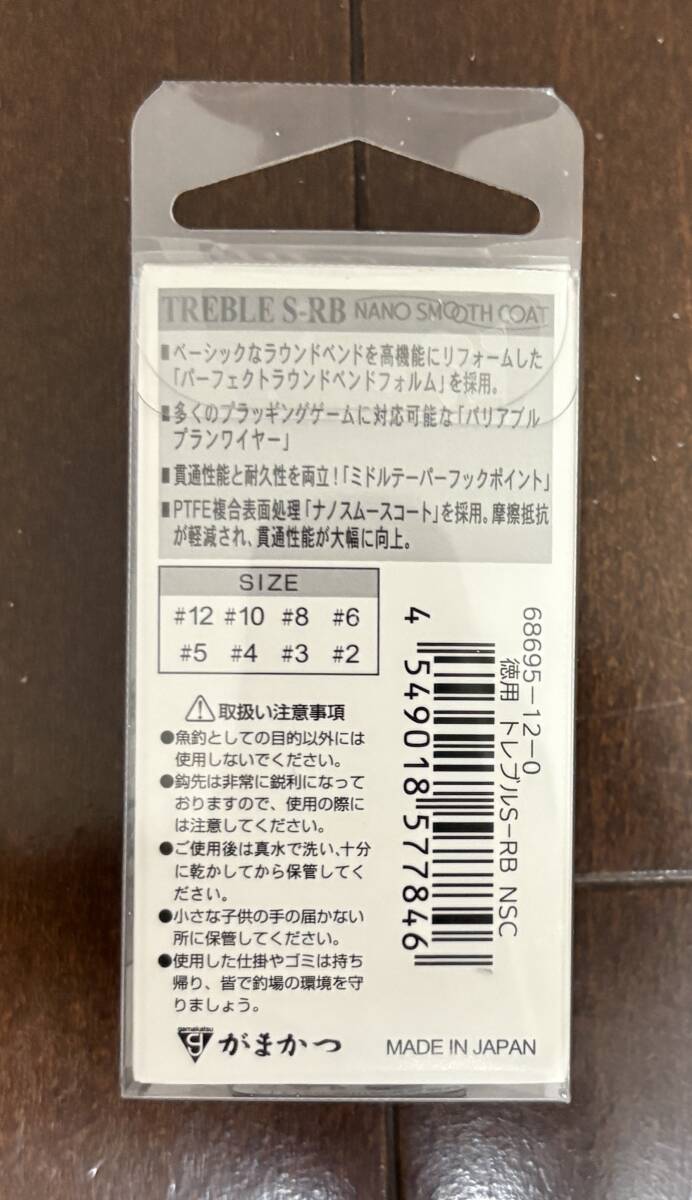 TREBLE S-RB NANO SMOOTH COAT
■ベーシックなラウンドベンドを高機能にリフォームした
「パーフェクトラウンドベンドフォルム」を採用。
■多くのプラッギングゲームに対応可能な「バリアブル
プランワイヤー」
■貫通性能と耐久性を両立!「ミドルテーパーフックポイント」
■PTFE複合表面処理「ナノスムースコート」を採用。摩擦抵抗
が軽減され、貫通性能が大幅に向上。
SIZE
#12 #10 #8 #6
#5 #4 #3 #2
⚠取扱い注意事項
●魚釣としての目的以外には
使用しないでください。
●鈎先は非常に鋭利になって
おりますので、使用の際に
は注意してください。
●ご使用後は真水で洗い、十分
に乾かしてから保管してく
ださい。
●小さな子供の手の届かない
所に保管してください。
●使用した仕掛やゴミは持ち
帰り、皆で釣場の環境を守
りましょう。
68695-12-0
徳用 トレブルS-RB NSC
4 549018 577846
gamakatsu
がまかつ
MADE IN JAPAN